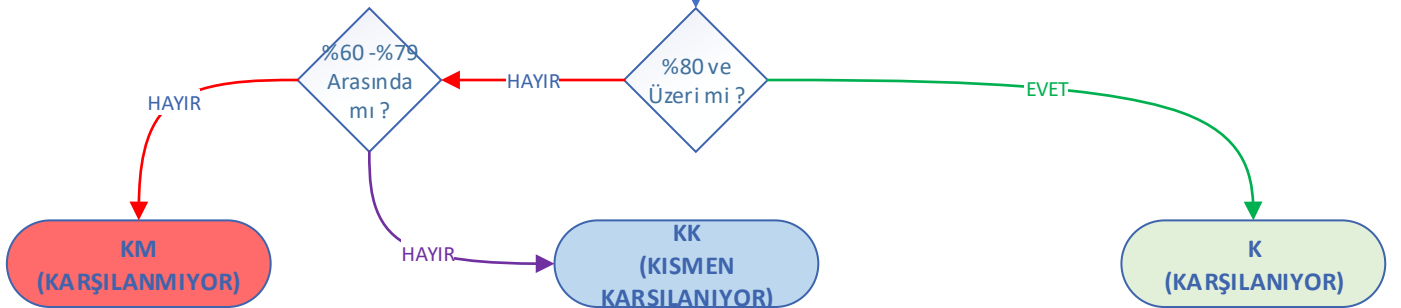 %60 -%79
Arasında
mı ?
HAYIR
%80 ve
Üzeri mi ?
EVET
HAYIR
HAYIR
KM
(KARŞILANMIYOR)
KK
(KISMEN
KARŞILANIYOR)
K
(KARŞILANIYOR)